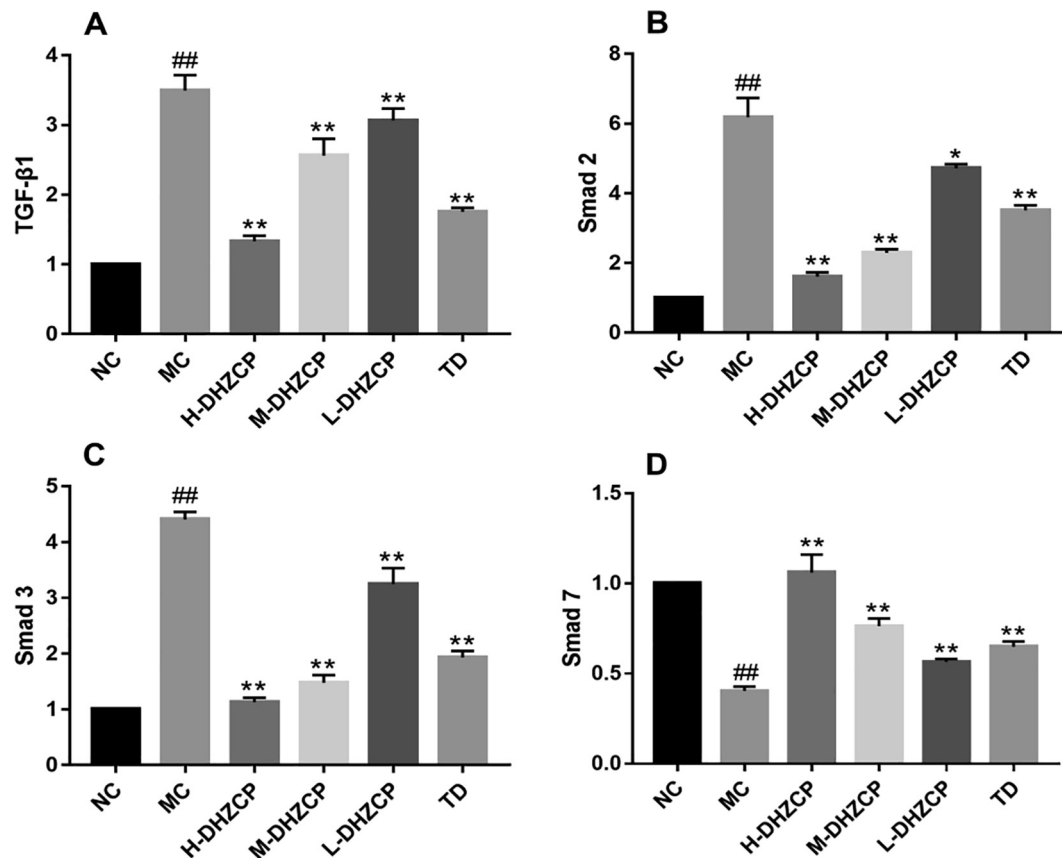 A
TGF-β1
4
3
2
1
0
##
**
**
**
**
NC
MC
H-DHZCP
M-DHZCP
L-DHZCP
TD
B
Smad 2
8
6
4
2
0
##
**
**
*
**
NC
MC
H-DHZCP
M-DHZCP
L-DHZCP
TD
C
Smad 3
5
4
3
2
1
0
##
**
**
**
**
NC
MC
H-DHZCP
M-DHZCP
L-DHZCP
TD
D
Smad 7
1.5
1.0
0.5
0.0
##
**
**
**
**
NC
MC
H-DHZCP
M-DHZCP
L-DHZCP
TD